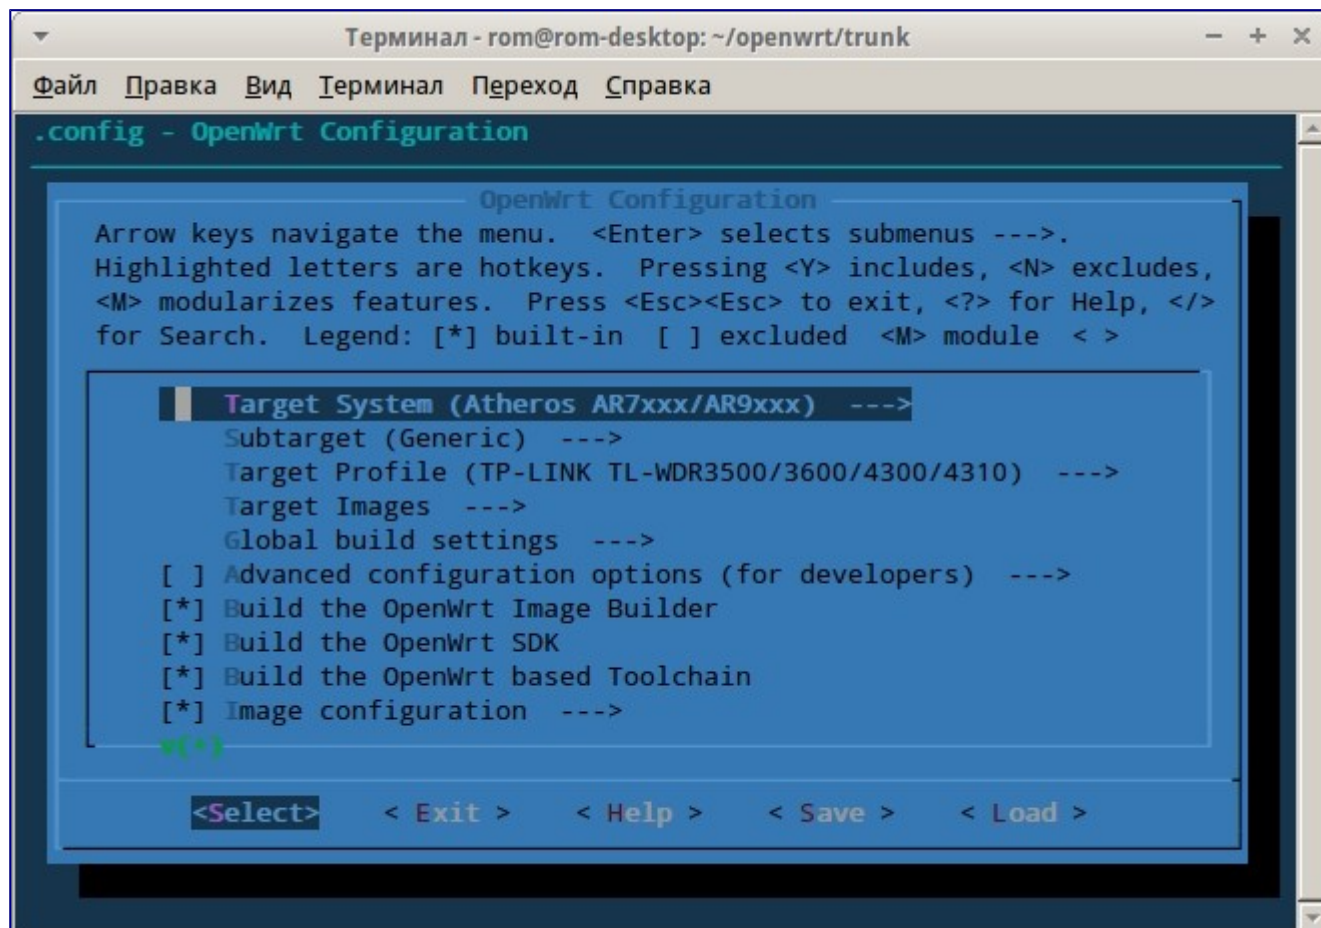 Терминал - rom@rom-desktop: ~/openwrt/trunk
Файл Правка Вид Терминал Переход Справка
.config - OpenWrt Configuration
OpenWrt Configuration
Arrow keys navigate the menu.  <Enter> selects submenus --->.
Highlighted letters are hotkeys.  Pressing <Y> includes, <N> excludes,
<M> modularizes features.  Press <Esc><Esc> to exit, <?> for Help, </>
for Search.  Legend: [*] built-in  [ ] excluded  <M> module  < >
Target System (Atheros AR7xxx/AR9xxx)  --->
Subtarget (Generic)  --->
Target Profile (TP-LINK TL-WDR3500/3600/4300/4310)  --->
Target Images  --->
Global build settings  --->
[ ] Advanced configuration options (for developers)  --->
[*] Build the OpenWrt Image Builder
[*] Build the OpenWrt SDK
[*] Build the OpenWrt based Toolchain
[*] Image configuration  --->
v(+)
<Select>    < Exit >    < Help >    < Save >    < Load >